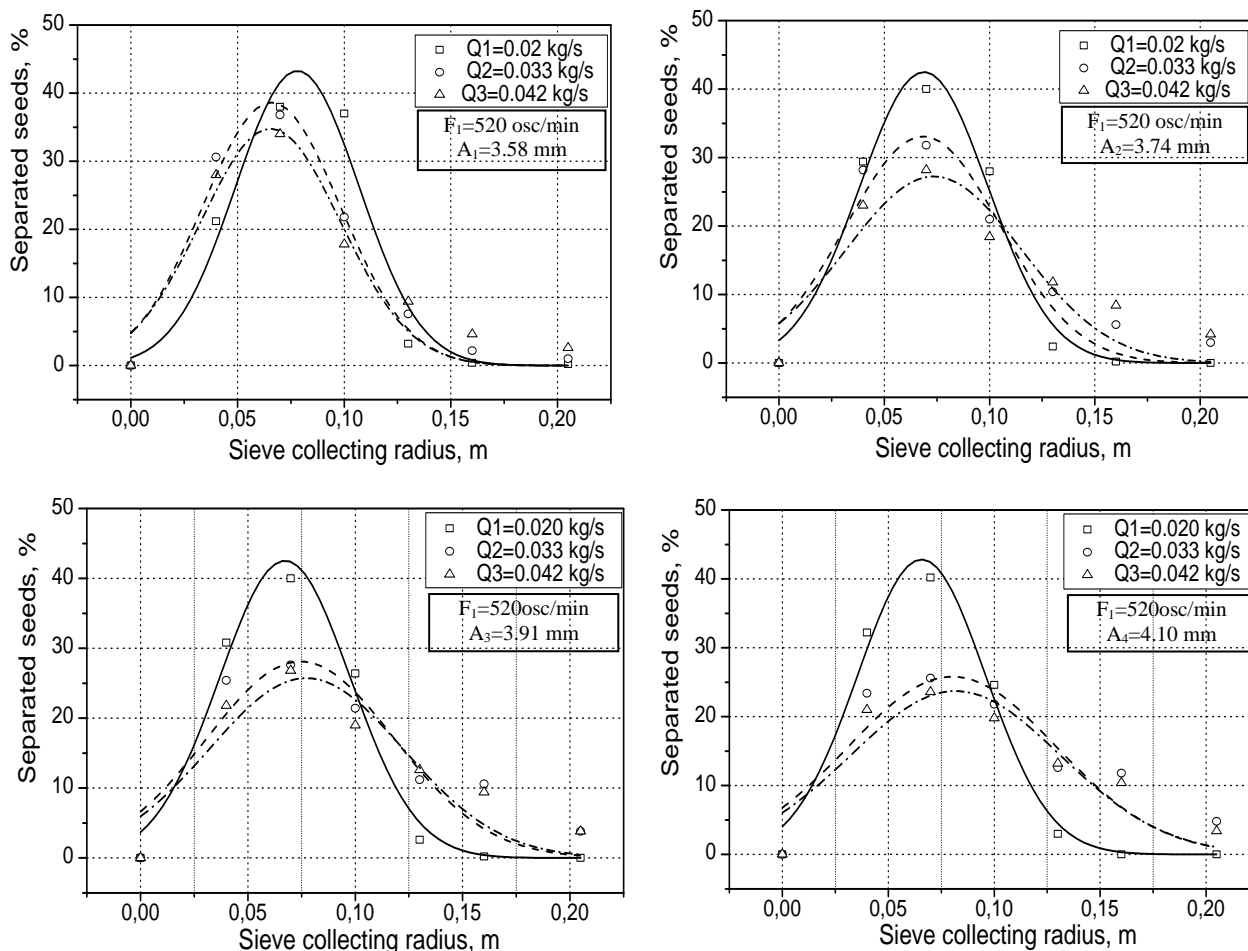 50
40
30
20
10
0
Separated seeds, %
Q1=0.02 kg/s
Q2=0.033 kg/s
Q3=0.042 kg/s
F₁=520 osc/min
A₁=3.58 mm
0,00 0,05 0,10 0,15 0,20
Sieve collecting radius, m
50
40
30
20
10
0
Separated seeds, %
Q1=0.02 kg/s
Q2=0.033 kg/s
Q3=0.042 kg/s
F₁=520 osc/min
A₂=3.74 mm
0,00 0,05 0,10 0,15 0,20
Sieve collecting radius, m
50
40
30
20
10
0
Separated seeds, %
Q1=0.020 kg/s
Q2=0.033 kg/s
Q3=0.042 kg/s
F₁=520osc/min
A₃=3.91 mm
0,00 0,05 0,10 0,15 0,20
Sieve collecting radius, m
50
40
30
20
10
0
Separated seeds, %
Q1=0.020 kg/s
Q2=0.033 kg/s
Q3=0.042 kg/s
F₁=520osc/min
A₄=4.10 mm
0,00 0,05 0,10 0,15 0,20
Sieve collecting radius, m